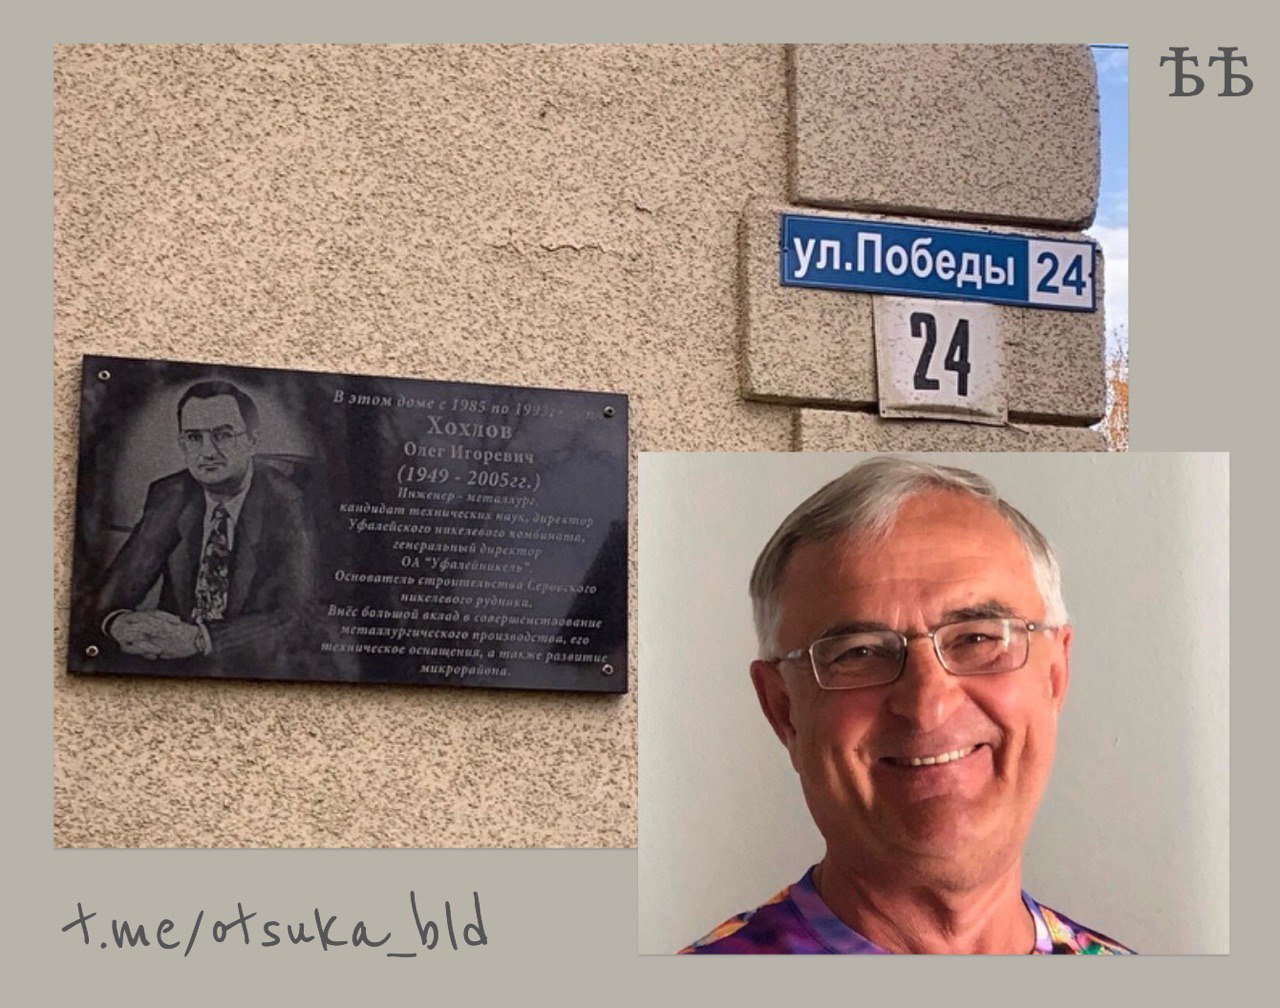 ѢѢ
ул.Победы 24
24
В этом доме с 1985 по 1993г.
Хохлов
Олег Игоревич
(1949 - 2005гг.)
Инженер - металлург,
кандидат технических наук, директор
Уфалейского никелевого комбината,
генеральный директор
ОА "Уфалейникель".
Основатель строительства Серовского
никелевого рудника.
Внёс большой вклад в совершенствование
металлургического производства, его
техническое оснащения, а также развитие
микрорайона.
t.me/otsuka_bld